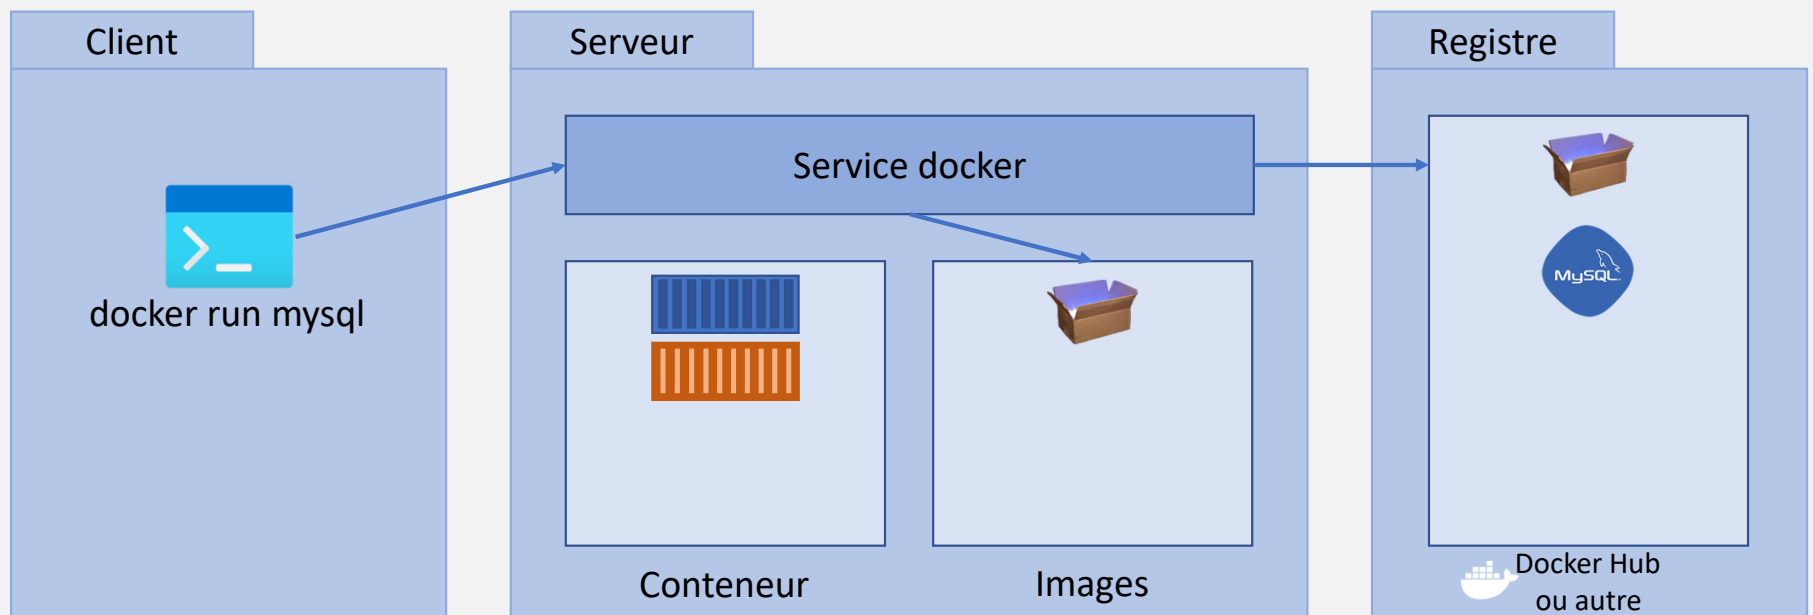 Client
docker run mysql
Serveur
Service docker
Conteneur
Images
Registre
MySQL
Docker Hub
ou autre